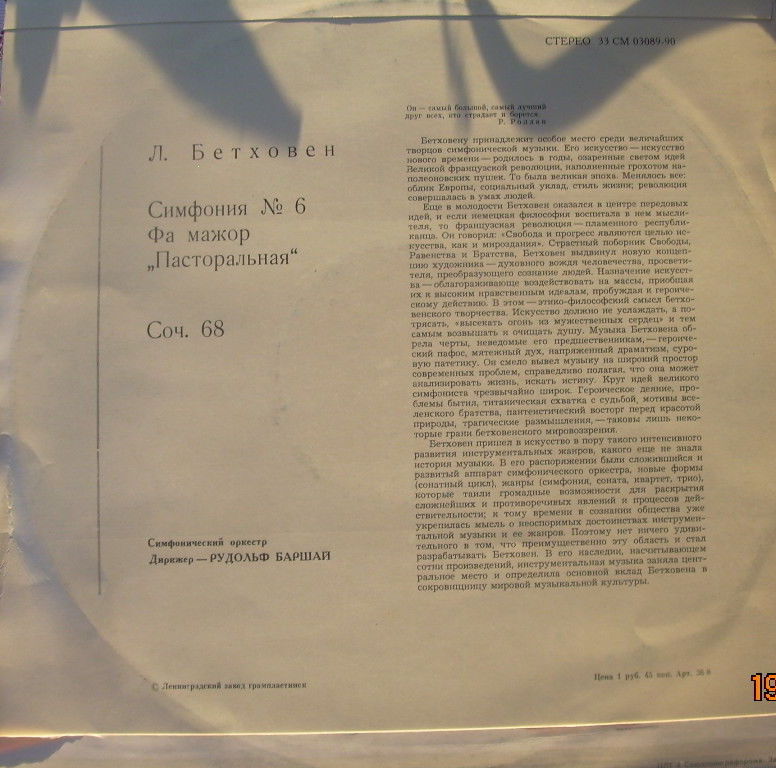 СТЕРЕО 33 СМ 03089-90
Л. Бетховен
Симфония № 6
Фа мажор
„Пасторальная“
Соч. 68
Симфонический оркестр
Дирижер — РУДОЛЬФ БАРШАЙ
© Ленинградский завод грампластинок
Он — самый большой, самый лучший
друг всех, кто страдает и борется.
Р. Роллан
Бетховену принадлежит особое место среди величайших
творцов симфонической музыки. Его искусство — искусство
нового времени — родилось в годы, озаренные светом идей
Великой французской революции, наполненные грохотом на-
полеоновских пушек. То была великая эпоха. Менялось все:
облик Европы, социальный уклад, стиль жизни; революция
совершалась в умах людей.
Еще в молодости Бетховен оказался в центре передовых
идей, и если немецкая философия воспитала в нем мысли-
теля, то французская революция — пламенного республи-
канца. Он говорил: «Свобода и прогресс являются целью ис-
кусства, как и мироздания». Страстный поборник Свободы,
Равенства и Братства, Бетховен выдвинул новую концеп-
цию художника — духовного вождя человечества, просвети-
теля, преобразующего сознание людей. Назначение искусст-
ва — облагораживающе воздействовать на массы, приобщая
их к высоким нравственным идеалам, пробуждая к героиче-
скому действию. В этом — этико-философский смысл бетхо-
венского творчества. Искусство должно не услаждать, а по-
трясать, «высекать огонь из мужественных сердец» и тем
самым возвышать и очищать душу. Музыка Бетховена об-
рела черты, неведомые его предшественникам, — героиче-
ский пафос, мятежный дух, напряженный драматизм, суро-
вую патетику. Он смело вывел музыку на широкий простор
современных проблем, справедливо полагая, что она может
анализировать жизнь, искать истину. Круг идей великого
симфониста чрезвычайно широк. Героическое деяние, про-
блемы бытия, титаническая схватка с судьбой, мотивы все-
ленского братства, пантеистический восторг перед красотой
природы, трагические размышления, — таковы лишь неко-
торые грани бетховенского мировоззрения.
Бетховен пришел в искусство в пору такого интенсивного
развития инструментальных жанров, какого еще не знала
история музыки. В его распоряжении были сложившийся и
развитый аппарат симфонического оркестра, новые формы
(сонатный цикл), жанры (симфония, соната, квартет, трио),
которые таили громадные возможности для раскрытия
сложнейших и противоречивых явлений и процессов дей-
ствительности; к тому времени в сознании общества уже
укрепилась мысль о неоспоримых достоинствах инструмен-
тальной музыки и ее жанров. Поэтому нет ничего удиви-
тельного в том, что преимущественно эту область и стал
разрабатывать Бетховен. В его наследии, насчитывающем
сотни произведений, инструментальная музыка заняла цент-
ральное место и определила основной вклад Бетховена в
сокровищницу мировой музыкальной культуры.
Цена 1 руб. 45 коп. Арт.
19